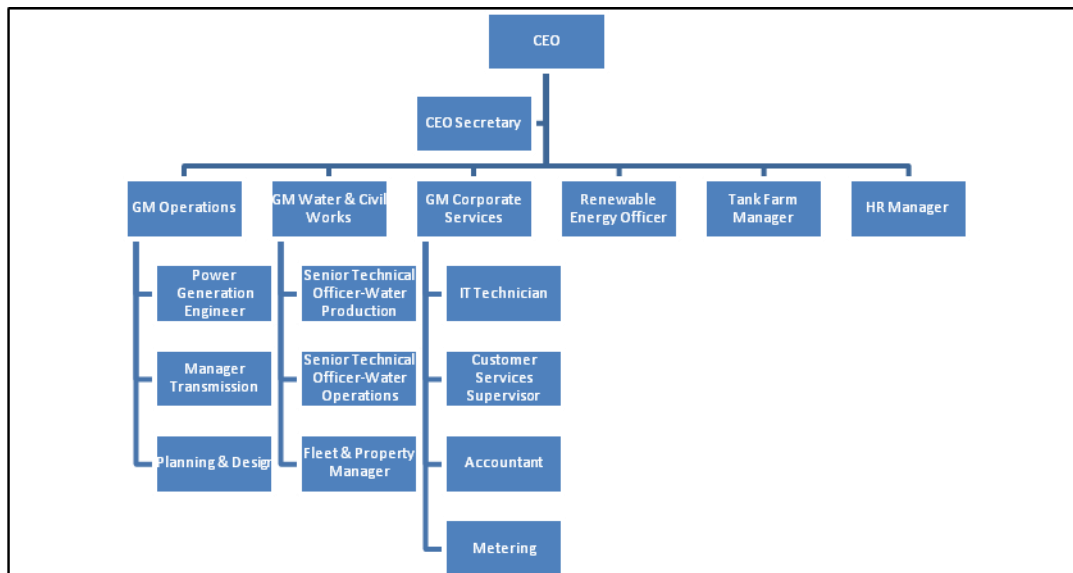 CEO
CEO Secretary
GM Operations
GM Water & Civil
Works
GM Corporate
Services
Renewable
Energy Officer
Tank Farm
Manager
HR Manager
Power
Generation
Engineer
Manager
Transmission
Planning & Design
Senior Technical
Officer-Water
Production
Senior Technical
Officer-Water
Operations
Fleet & Property
Manager
IT Technician
Customer
Services
Supervisor
Accountant
Metering